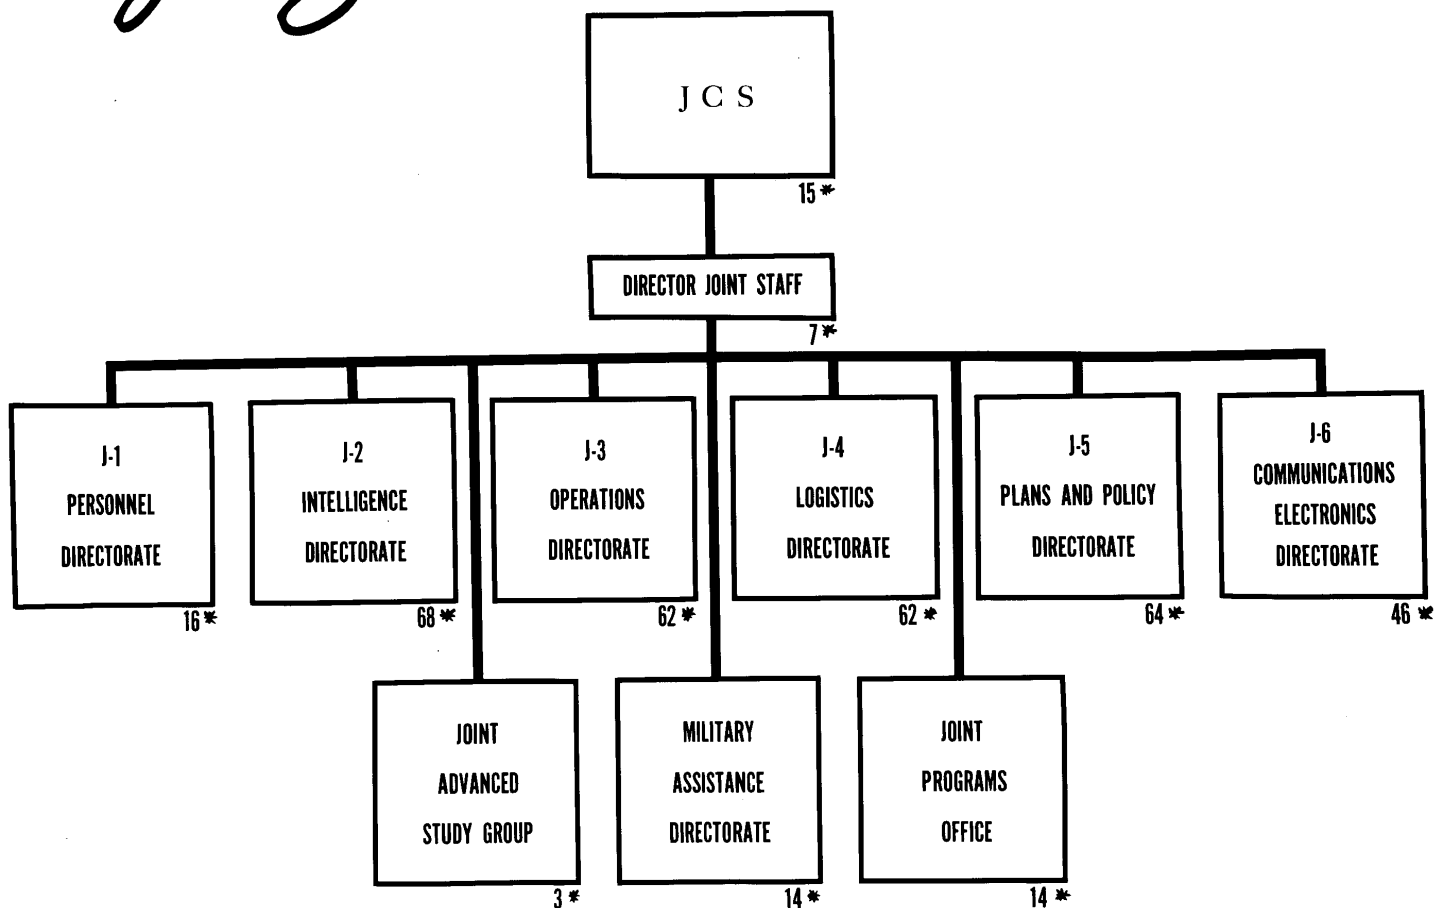 J C S
15 *
DIRECTOR JOINT STAFF
7 *
J-1
PERSONNEL
DIRECTORATE
16 *
J-2
INTELLIGENCE
DIRECTORATE
68 *
J-3
OPERATIONS
DIRECTORATE
62 *
J-4
LOGISTICS
DIRECTORATE
62 *
J-5
PLANS AND POLICY
DIRECTORATE
64 *
J-6
COMMUNICATIONS
ELECTRONICS
DIRECTORATE
46 *
JOINT
ADVANCED
STUDY GROUP
3 *
MILITARY
ASSISTANCE
DIRECTORATE
14 *
JOINT
PROGRAMS
OFFICE
14 *